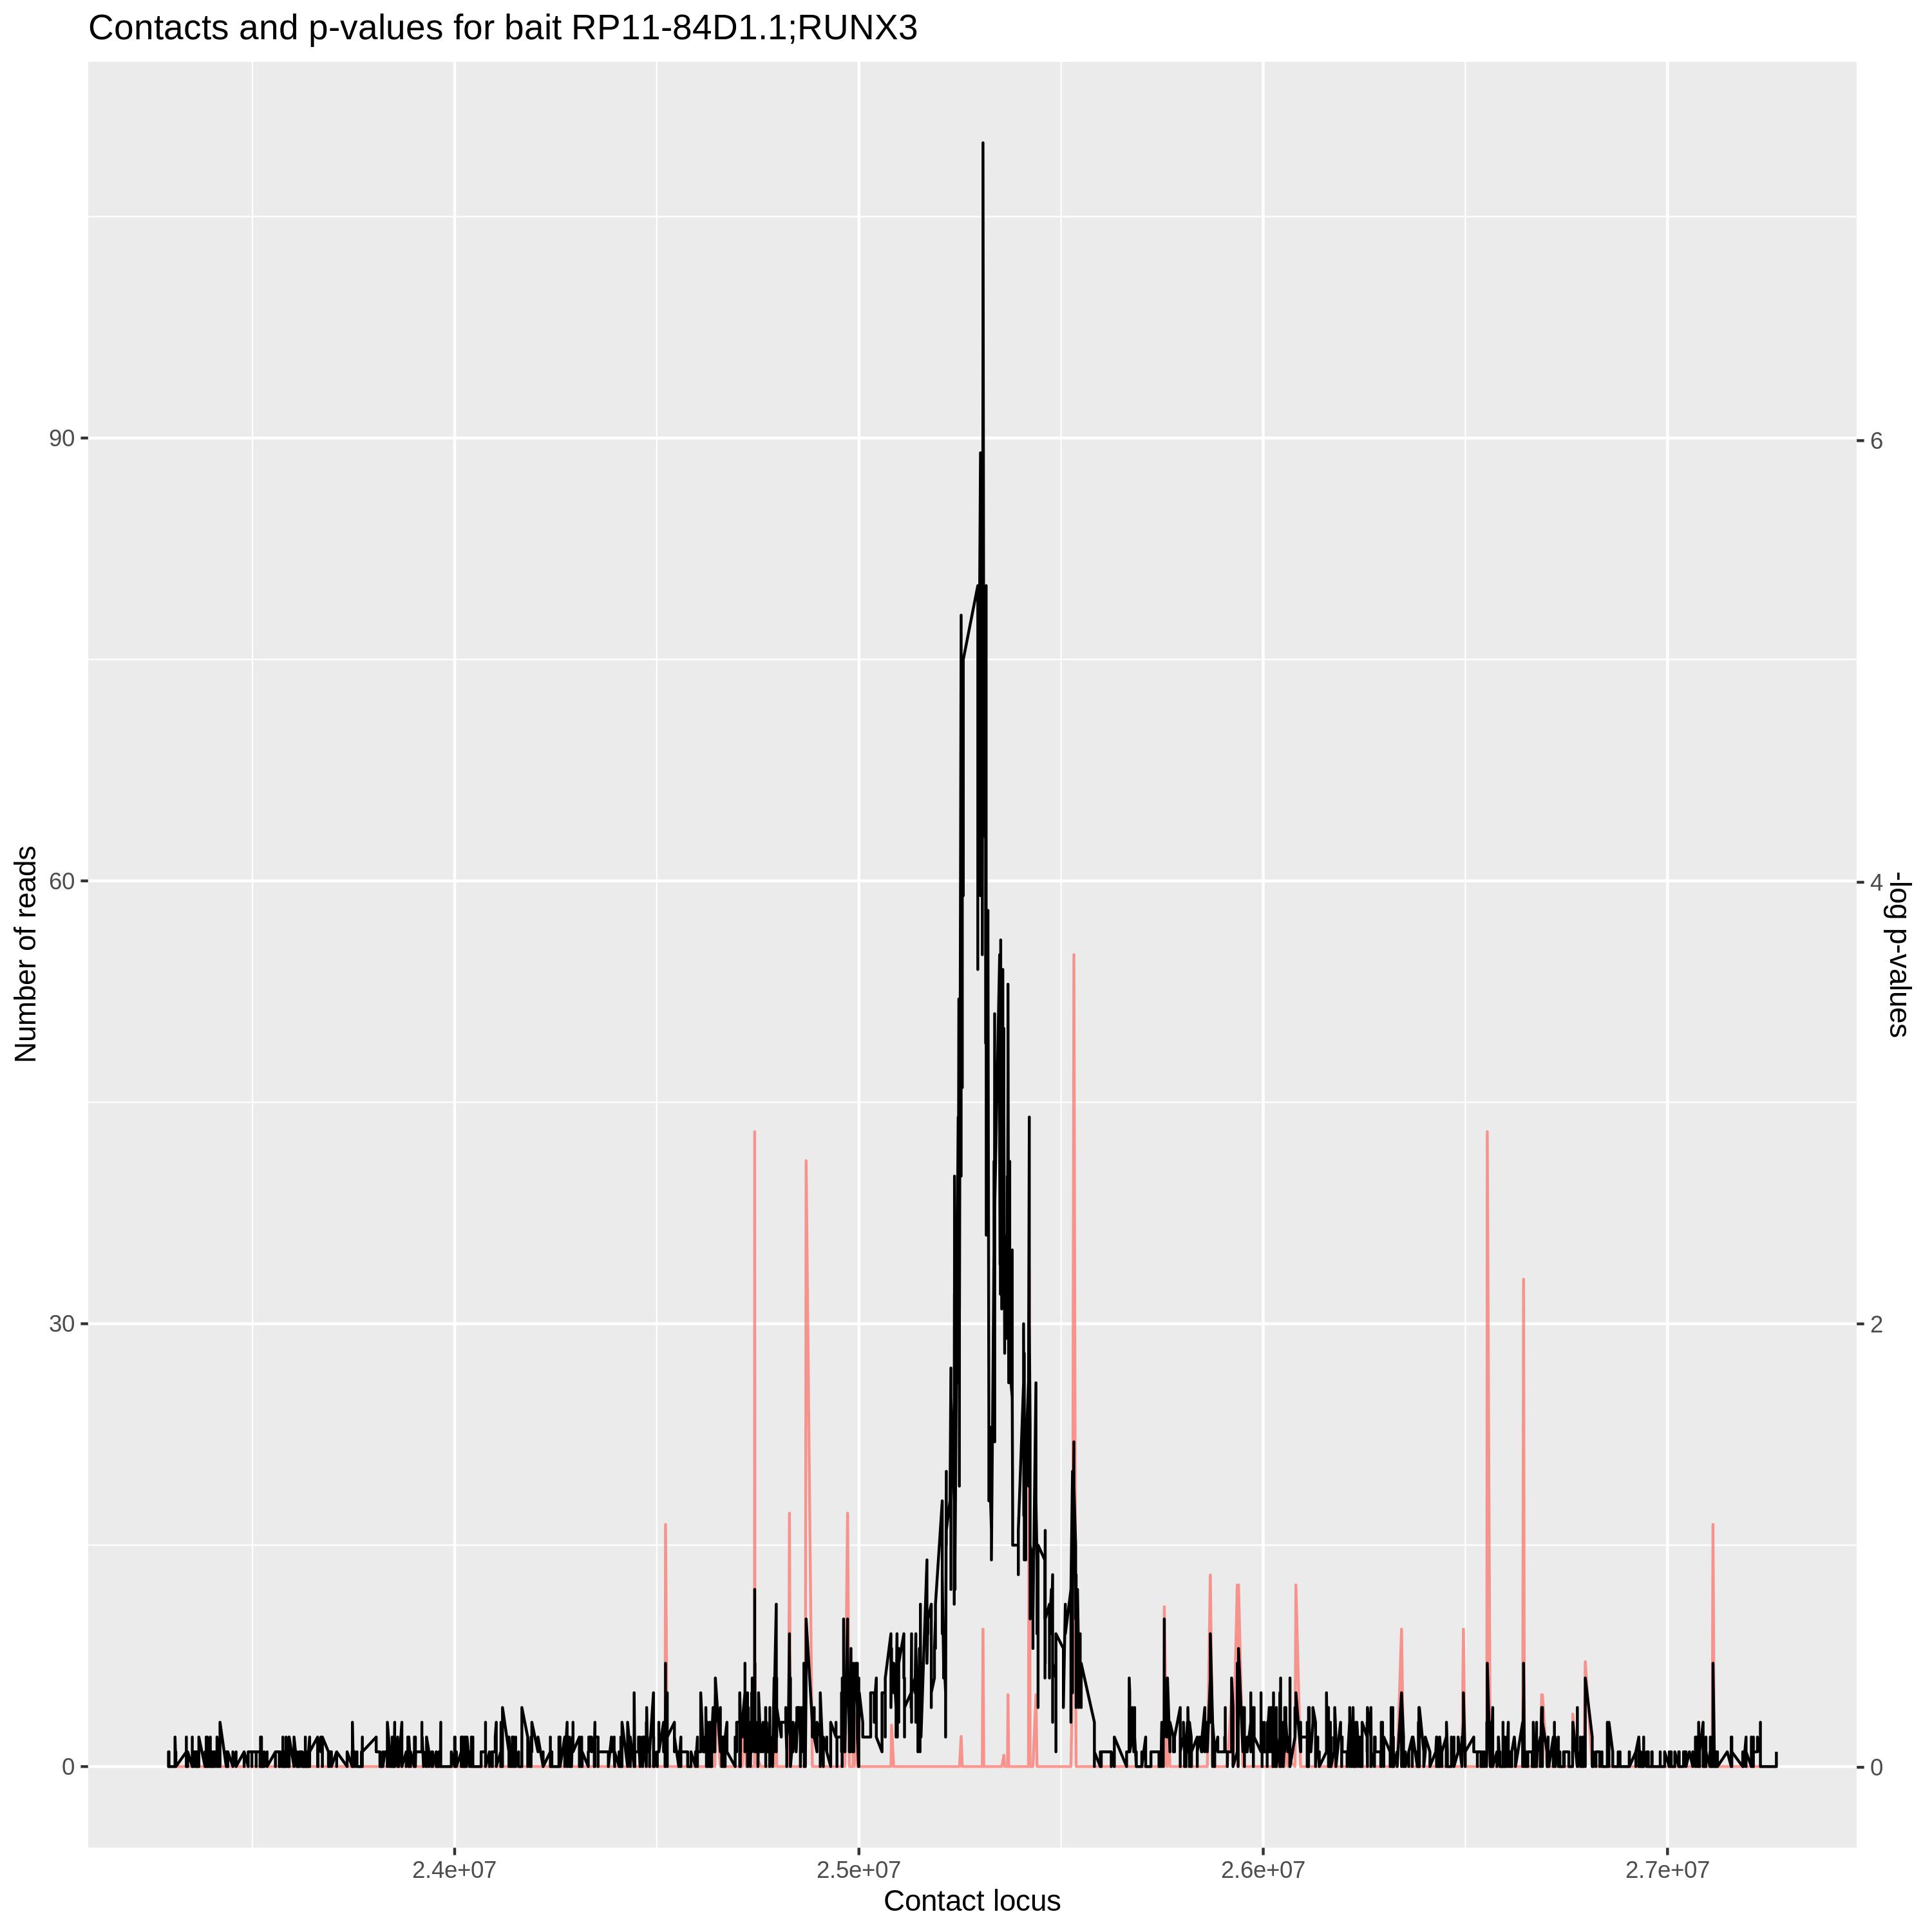 Contacts and p-values for bait RP11-84D1.1;RUNX3
90
60
30
0
Number of reads
6
4
2
0
-log p-values
2.4e+07
2.5e+07
2.6e+07
2.7e+07
Contact locus